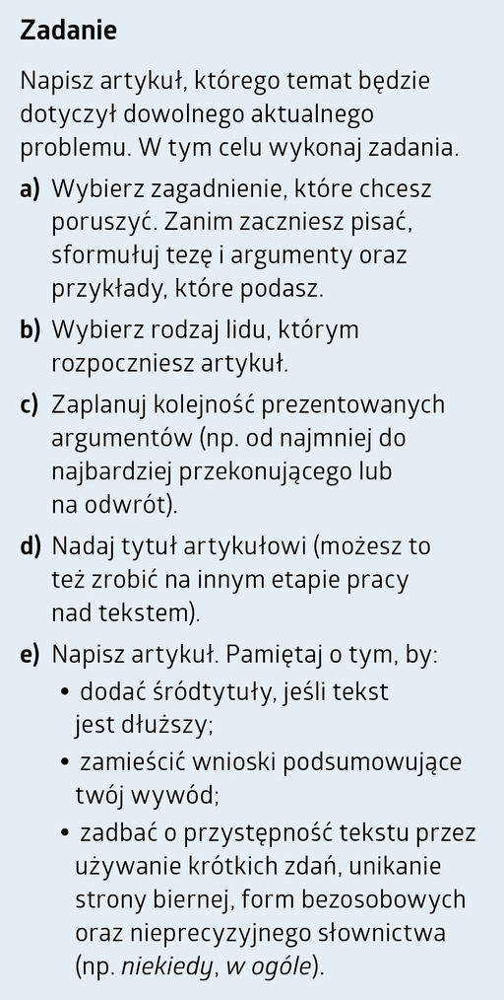 Zadanie
Napisz artykuł, którego temat będzie
dotyczył dowolnego aktualnego
problemu. W tym celu wykonaj zadania.
a) Wybierz zagadnienie, które chcesz
poruszyć. Zanim zaczniesz pisać,
sformułuj tezę i argumenty oraz
przykłady, które podasz.
b) Wybierz rodzaj lidu, którym
rozpoczniesz artykuł.
c) Zaplanuj kolejność prezentowanych
argumentów (np. od najmniej do
najbardziej przekonującego lub
na odwrót).
d) Nadaj tytuł artykułowi (możesz to
też zrobić na innym etapie pracy
nad tekstem).
e) Napisz artykuł. Pamiętaj o tym, by:
• dodać śródtytuły, jeśli tekst
jest dłuższy;
• zamieścić wnioski podsumowujące
twój wywód;
• zadbać o przystępność tekstu przez
używanie krótkich zdań, unikanie
strony biernej, form bezosobowych
oraz nieprecyzyjnego słownictwa
(np. niekiedy, w ogóle).